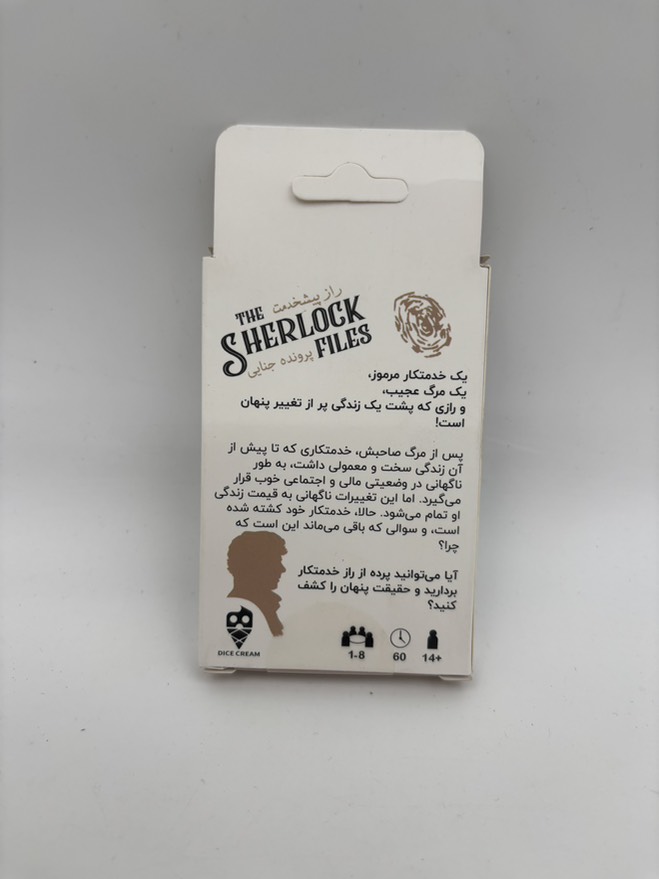 راز پیشخدمت
THE
SHERLOCK
FILES
پرونده جنایی
یک خدمتکار مرموز،
یک مرگ عجیب،
و رازی که پشت یک زندگی پر از تغییر پنهان
است!
پس از مرگ صاحبش، خدمتکاری که تا پیش از
آن زندگی سخت و معمولی داشت، به طور
ناگهانی در وضعیتی مالی و اجتماعی خوب قرار
می‌گیرد. اما این تغییرات ناگهانی به قیمت زندگی
او تمام می‌شود. حالا، خدمتکار خود کشته شده
است، و سوالی که باقی می‌ماند این است که
چرا؟
آیا می‌توانید پرده از راز خدمتکار
بردارید و حقیقت پنهان را کشف
کنید؟
DICE CREAM
1-8
60
14+